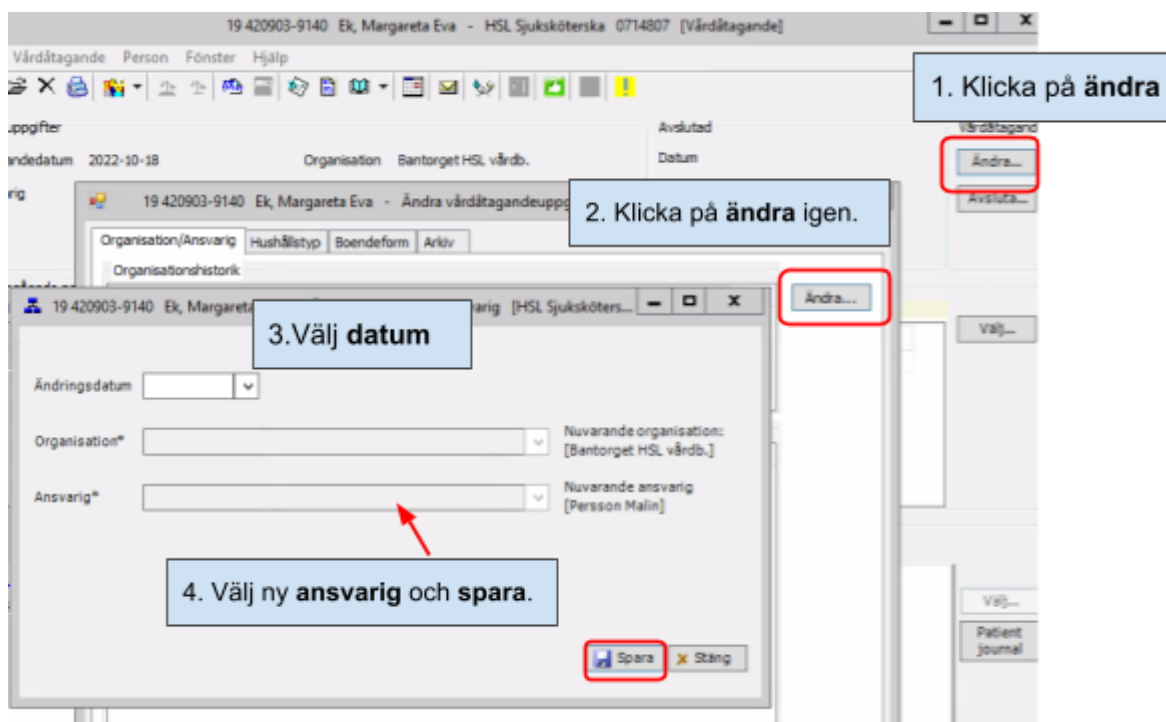 19 420903-9140 Ek, Margareta Eva - HSL Sjuksköterska 0714807 [Vårdåtagande]
Vårdåtagande Person Fönster Hjälp
1. Klicka på ändra
uppgifter
Avslutad
Vårdåtagand
andedatum 2022-10-18
Organisation Bantorget HSL vårdb.
Datum
Ändra...
rig
Avsluta...
19 420903-9140 Ek, Margareta Eva - Ändra vårdåtagandeuppg
2. Klicka på ändra igen.
Organisation/Ansvarig Hushållstyp Boendeform Arkiv
Organisationshistorik
Ändra...
19 420903-9140 Ek, Margareta
varig [HSL Sjuksköters...
3.Välj datum
Välj...
Ändringsdatum
Organisation*
Nuvarande organisation:
[Bantorget HSL vårdb.]
Ansvarig*
Nuvarande ansvarig
[Persson Malin]
4. Välj ny ansvarig och spara.
Välj...
Patient
journal
Spara
Stäng